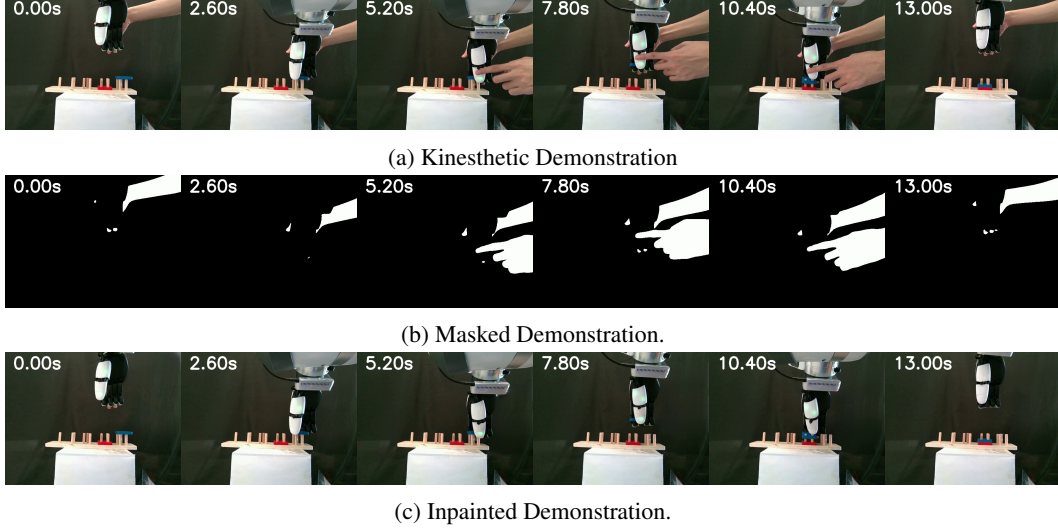 0.00s 2.60s 5.20s 7.80s 10.40s 13.00s
(a) Kinesthetic Demonstration
0.00s 2.60s 5.20s 7.80s 10.40s 13.00s
(b) Masked Demonstration.
0.00s 2.60s 5.20s 7.80s 10.40s 13.00s
(c) Inpainted Demonstration.